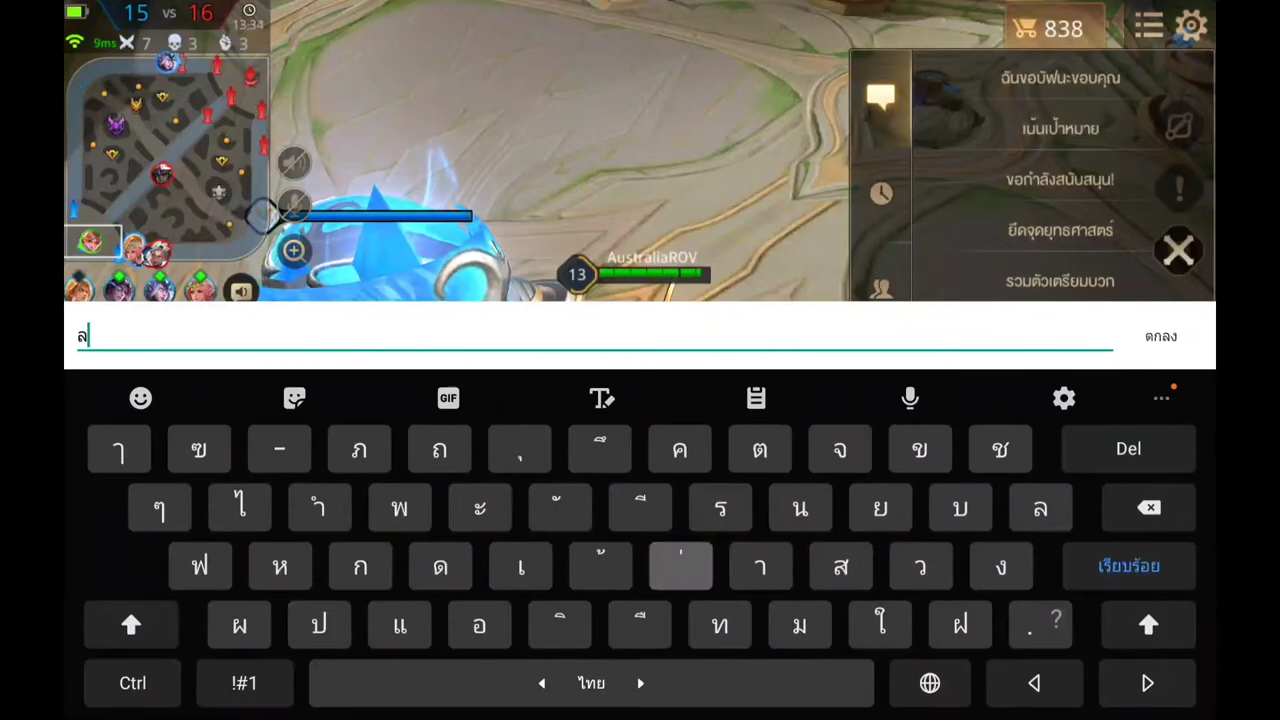 15 vs 16
13:34
9ms 7 3 3
838
ฉันขอบัฟนะขอบคุณ
เน้นเป้าหมาย
ขอกำลังสนับสนุน!
ยึดจุดยุทธศาสตร์
รวมตัวเตรียมบวก
AustraliaROV
13
ล
ตกลง
GIF
ๅ ฃ - ภ ถ ุ ึ ค ต จ ข ช Del
ๆ ไ ำ พ ะ ั ี ร น ย บ ล
ฟ ห ก ด เ ้ ่ า ส ว ง เรียบร้อย
ผ ป แ อ ิ ื ท ม ใ ฝ . ?
Ctrl !#1 ไทย